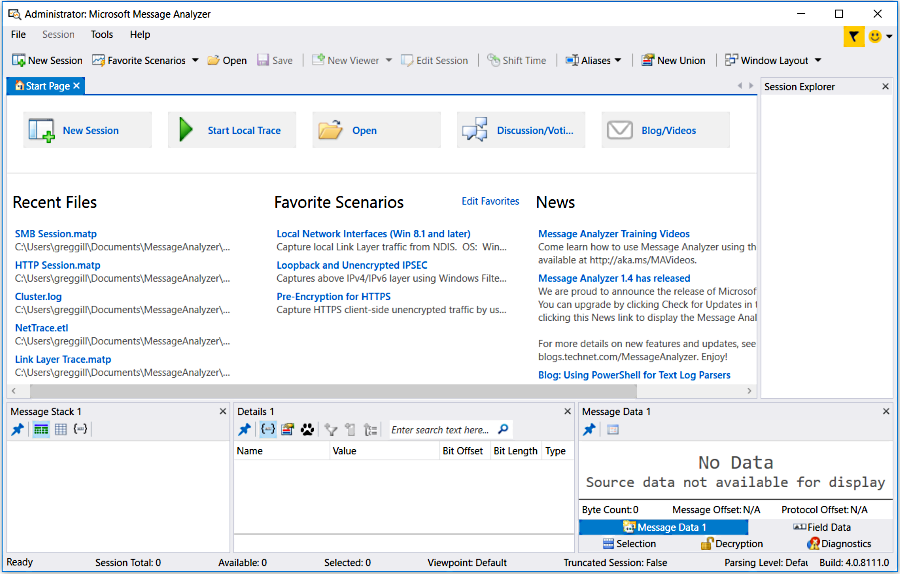 Administrator: Microsoft Message Analyzer
File Session Tools Help
New Session Favorite Scenarios Open Save New Viewer Edit Session Shift Time Aliases New Union Window Layout
Start Page
Session Explorer
New Session Start Local Trace Open Discussion/Voti... Blog/Videos
Recent Files
SMB Session.matp
C:\Users\greggill\Documents\MessageAnalyzer\...
HTTP Session.matp
C:\Users\greggill\Documents\MessageAnalyzer\...
Cluster.log
C:\Users\greggill\Documents\MessageAnalyzer\...
NetTrace.etl
C:\Users\greggill\Documents\MessageAnalyzer\...
Link Layer Trace.matp
C:\Users\greggill\Documents\MessageAnalyzer\...
Favorite Scenarios Edit Favorites
Local Network Interfaces (Win 8.1 and later)
Capture local Link Layer traffic from NDIS. OS: Win...
Loopback and Unencrypted IPSEC
Captures above IPv4/IPv6 layer using Windows Filte...
Pre-Encryption for HTTPS
Capture HTTPS client-side unencrypted traffic by us...
News
Message Analyzer Training Videos
Come learn how to use Message Analyzer using th
available at http://aka.ms/MAVideos.
Message Analyzer 1.4 has released
We are proud to announce the release of Microsof
You can upgrade by clicking Check for Updates in t
clicking this News link to display the Message Anal
For more details on new features and updates, see
blogs.technet.com/MessageAnalyzer. Enjoy!
Blog: Using PowerShell for Text Log Parsers
Message Stack 1
Details 1
Enter search text here...
Name Value Bit Offset Bit Length Type
Message Data 1
No Data
Source data not available for display
Byte Count:0 Message Offset: N/A Protocol Offset: N/A
Message Data 1 Field Data
Selection Decryption Diagnostics
Ready Session Total: 0 Available: 0 Selected: 0 Viewpoint: Default Truncated Session: False Parsing Level: Defau Build: 4.0.8111.0